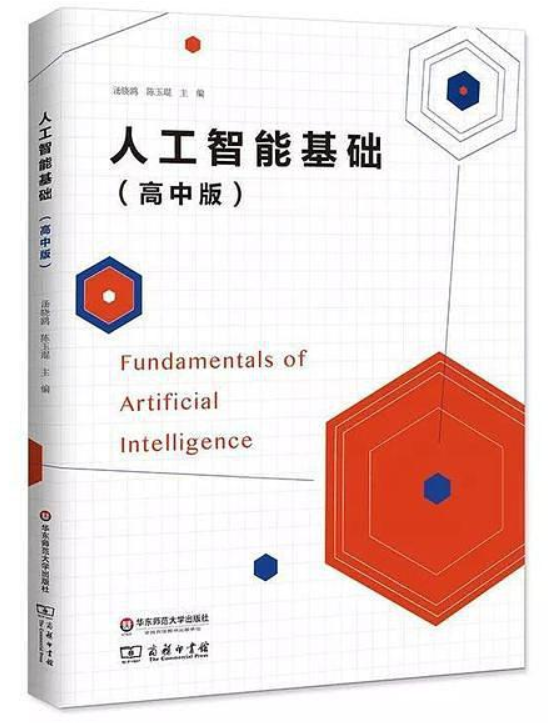 汤晓鸥 陈玉琨 主 编
人工智能基础
（高中版）
Fundamentals of
Artificial
Intelligence
华东师范大学出版社
商务印书馆
The Commercial Press
人工智能基础（高中版）
汤晓鸥 陈玉琨 主 编
华东师范大学出版社
商务印书馆
The Commercial Press